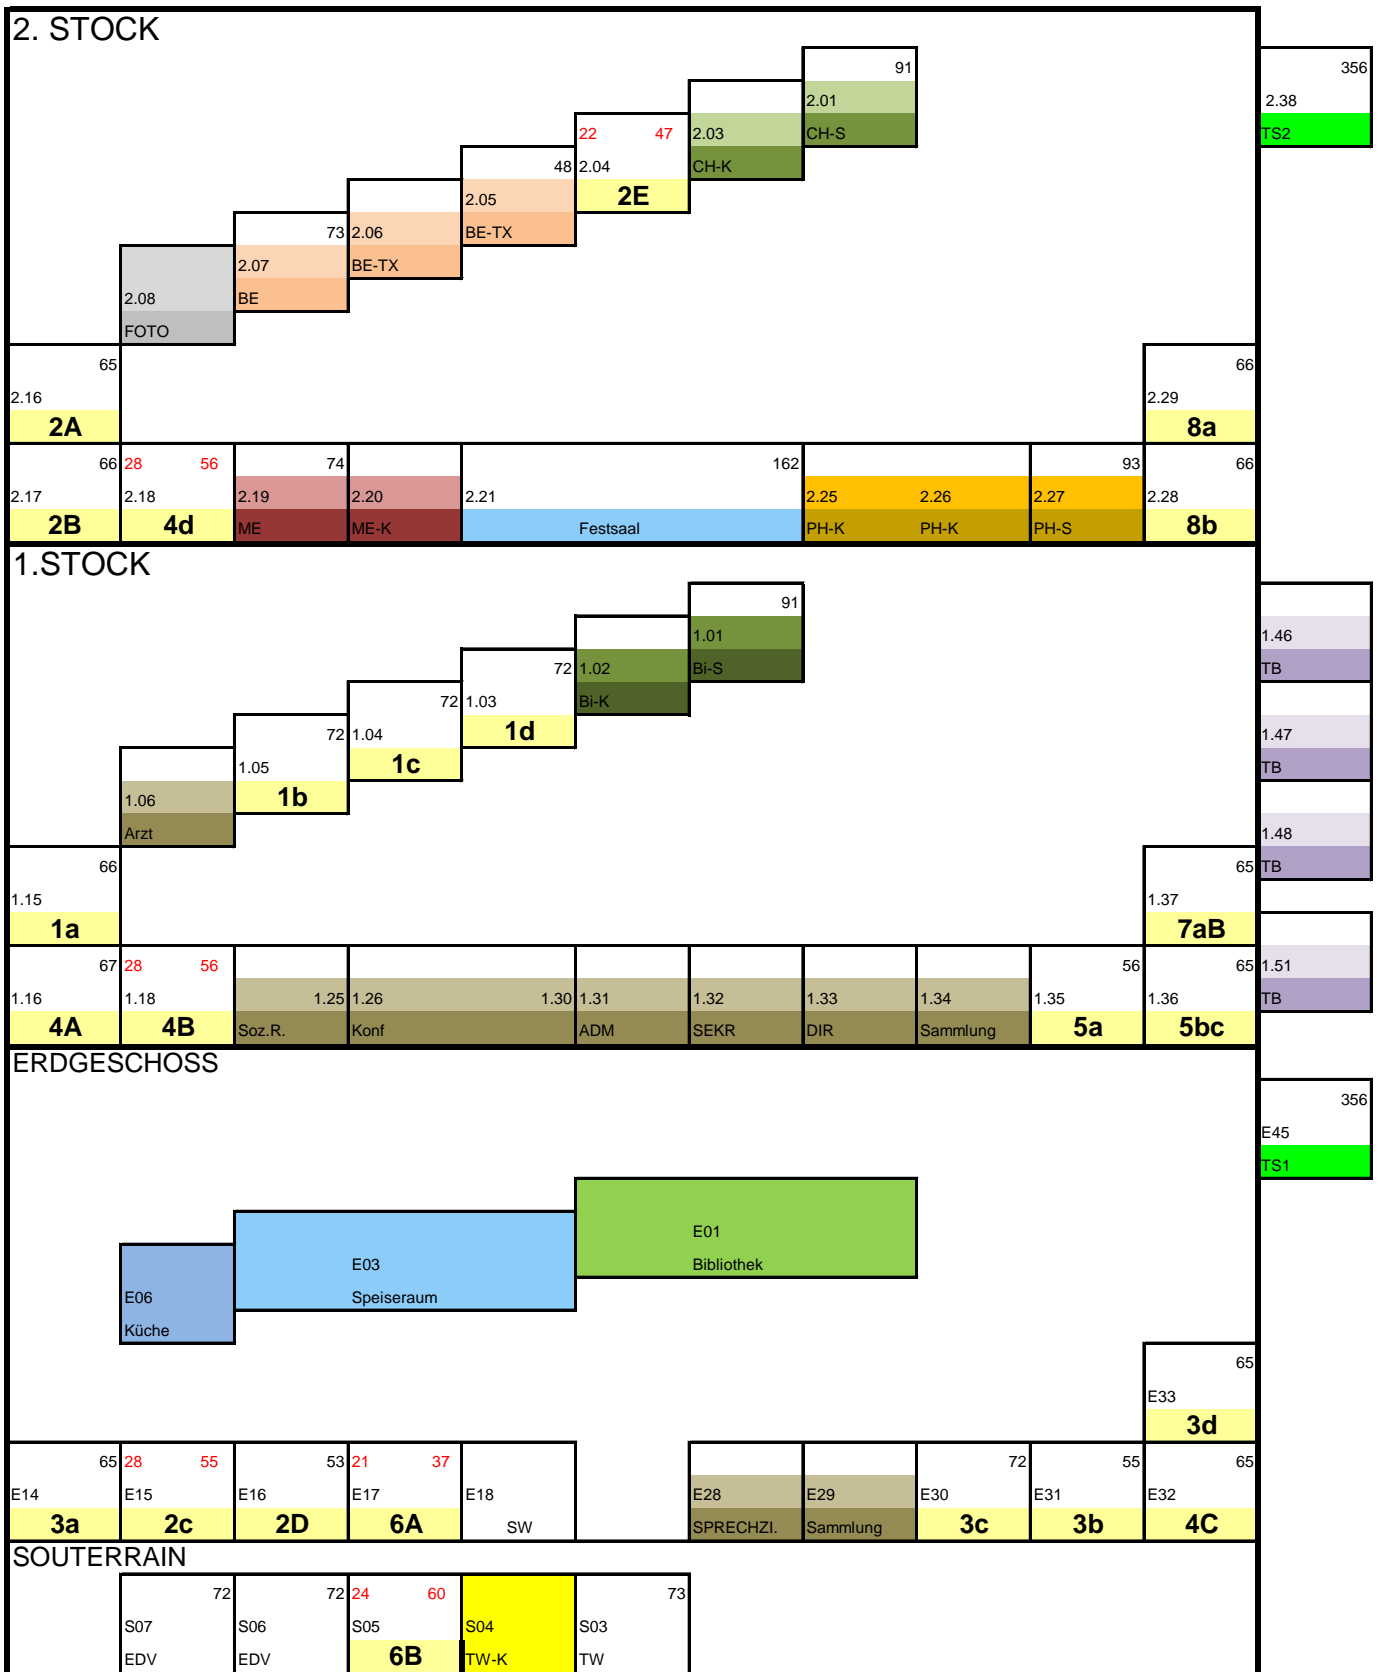 2. STOCK
91
356
2.01
2.38
22 47 2.03 CH-S
TS2
48 2.04 CH-K
2.05 2E
73 2.06 BE-TX
2.07 BE-TX
2.08 BE
FOTO
65
66
2.16
2.29
2A
8a
66 28 56 74 162 93 66
2.17 2.18 2.19 2.20 2.21 2.25 2.26 2.27 2.28
2B 4d ME ME-K Festsaal PH-K PH-K PH-S 8b
1.STOCK
91
1.01
1.46
72 1.02 Bi-S
TB
72 1.03 Bi-K
1d
72 1.04
1.47
1.05 1c
TB
1.06 1b
Arzt
1.48
66
65 TB
1.15
1.37
1a
7aB
67 28 56 56 65 1.51
1.16 1.18 1.25 1.26 1.30 1.31 1.32 1.33 1.34 1.35 1.36 TB
4A 4B Soz.R. Konf ADM SEKR DIR Sammlung 5a 5bc
ERDGESCHOSS
356
E45
TS1
E01
E03 Bibliothek
E06 Speiseraum
Küche
65
E33
3d
65 28 55 53 21 37 72 55 65
E14 E15 E16 E17 E18 E28 E29 E30 E31 E32
3a 2c 2D 6A SW SPRECHZI. Sammlung 3c 3b 4C
SOUTERRAIN
72 72 24 60 73
S07 S06 S05 S04 S03
EDV EDV 6B TW-K TW